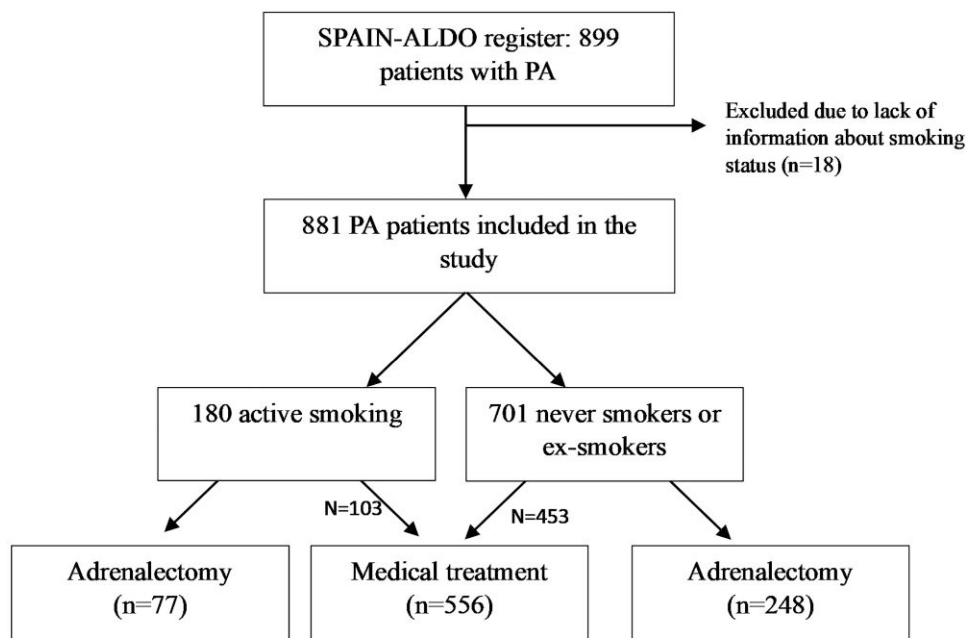 SPAIN-ALDO register: 899
patients with PA
Excluded due to lack of
information about smoking
status (n=18)
881 PA patients included in the
study
180 active smoking
701 never smokers or
ex-smokers
N=103
N=453
Adrenalectomy
(n=77)
Medical treatment
(n=556)
Adrenalectomy
(n=248)